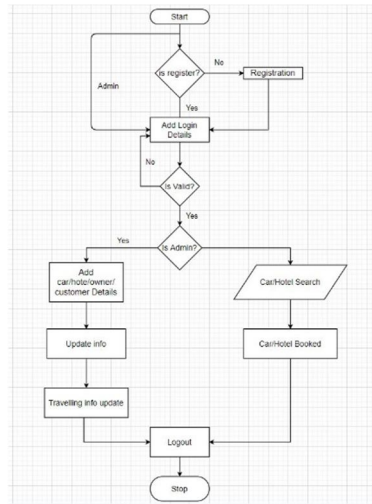 Start
is register?
No
Registration
Admin
Yes
Add Login
Details
No
Is Valid?
Yes
Yes
Is Admin?
Add
car/hote/owner/
customer Details
Car/Hotel Search
Update info
Car/Hotel Booked
Travelling info update
Logout
Stop